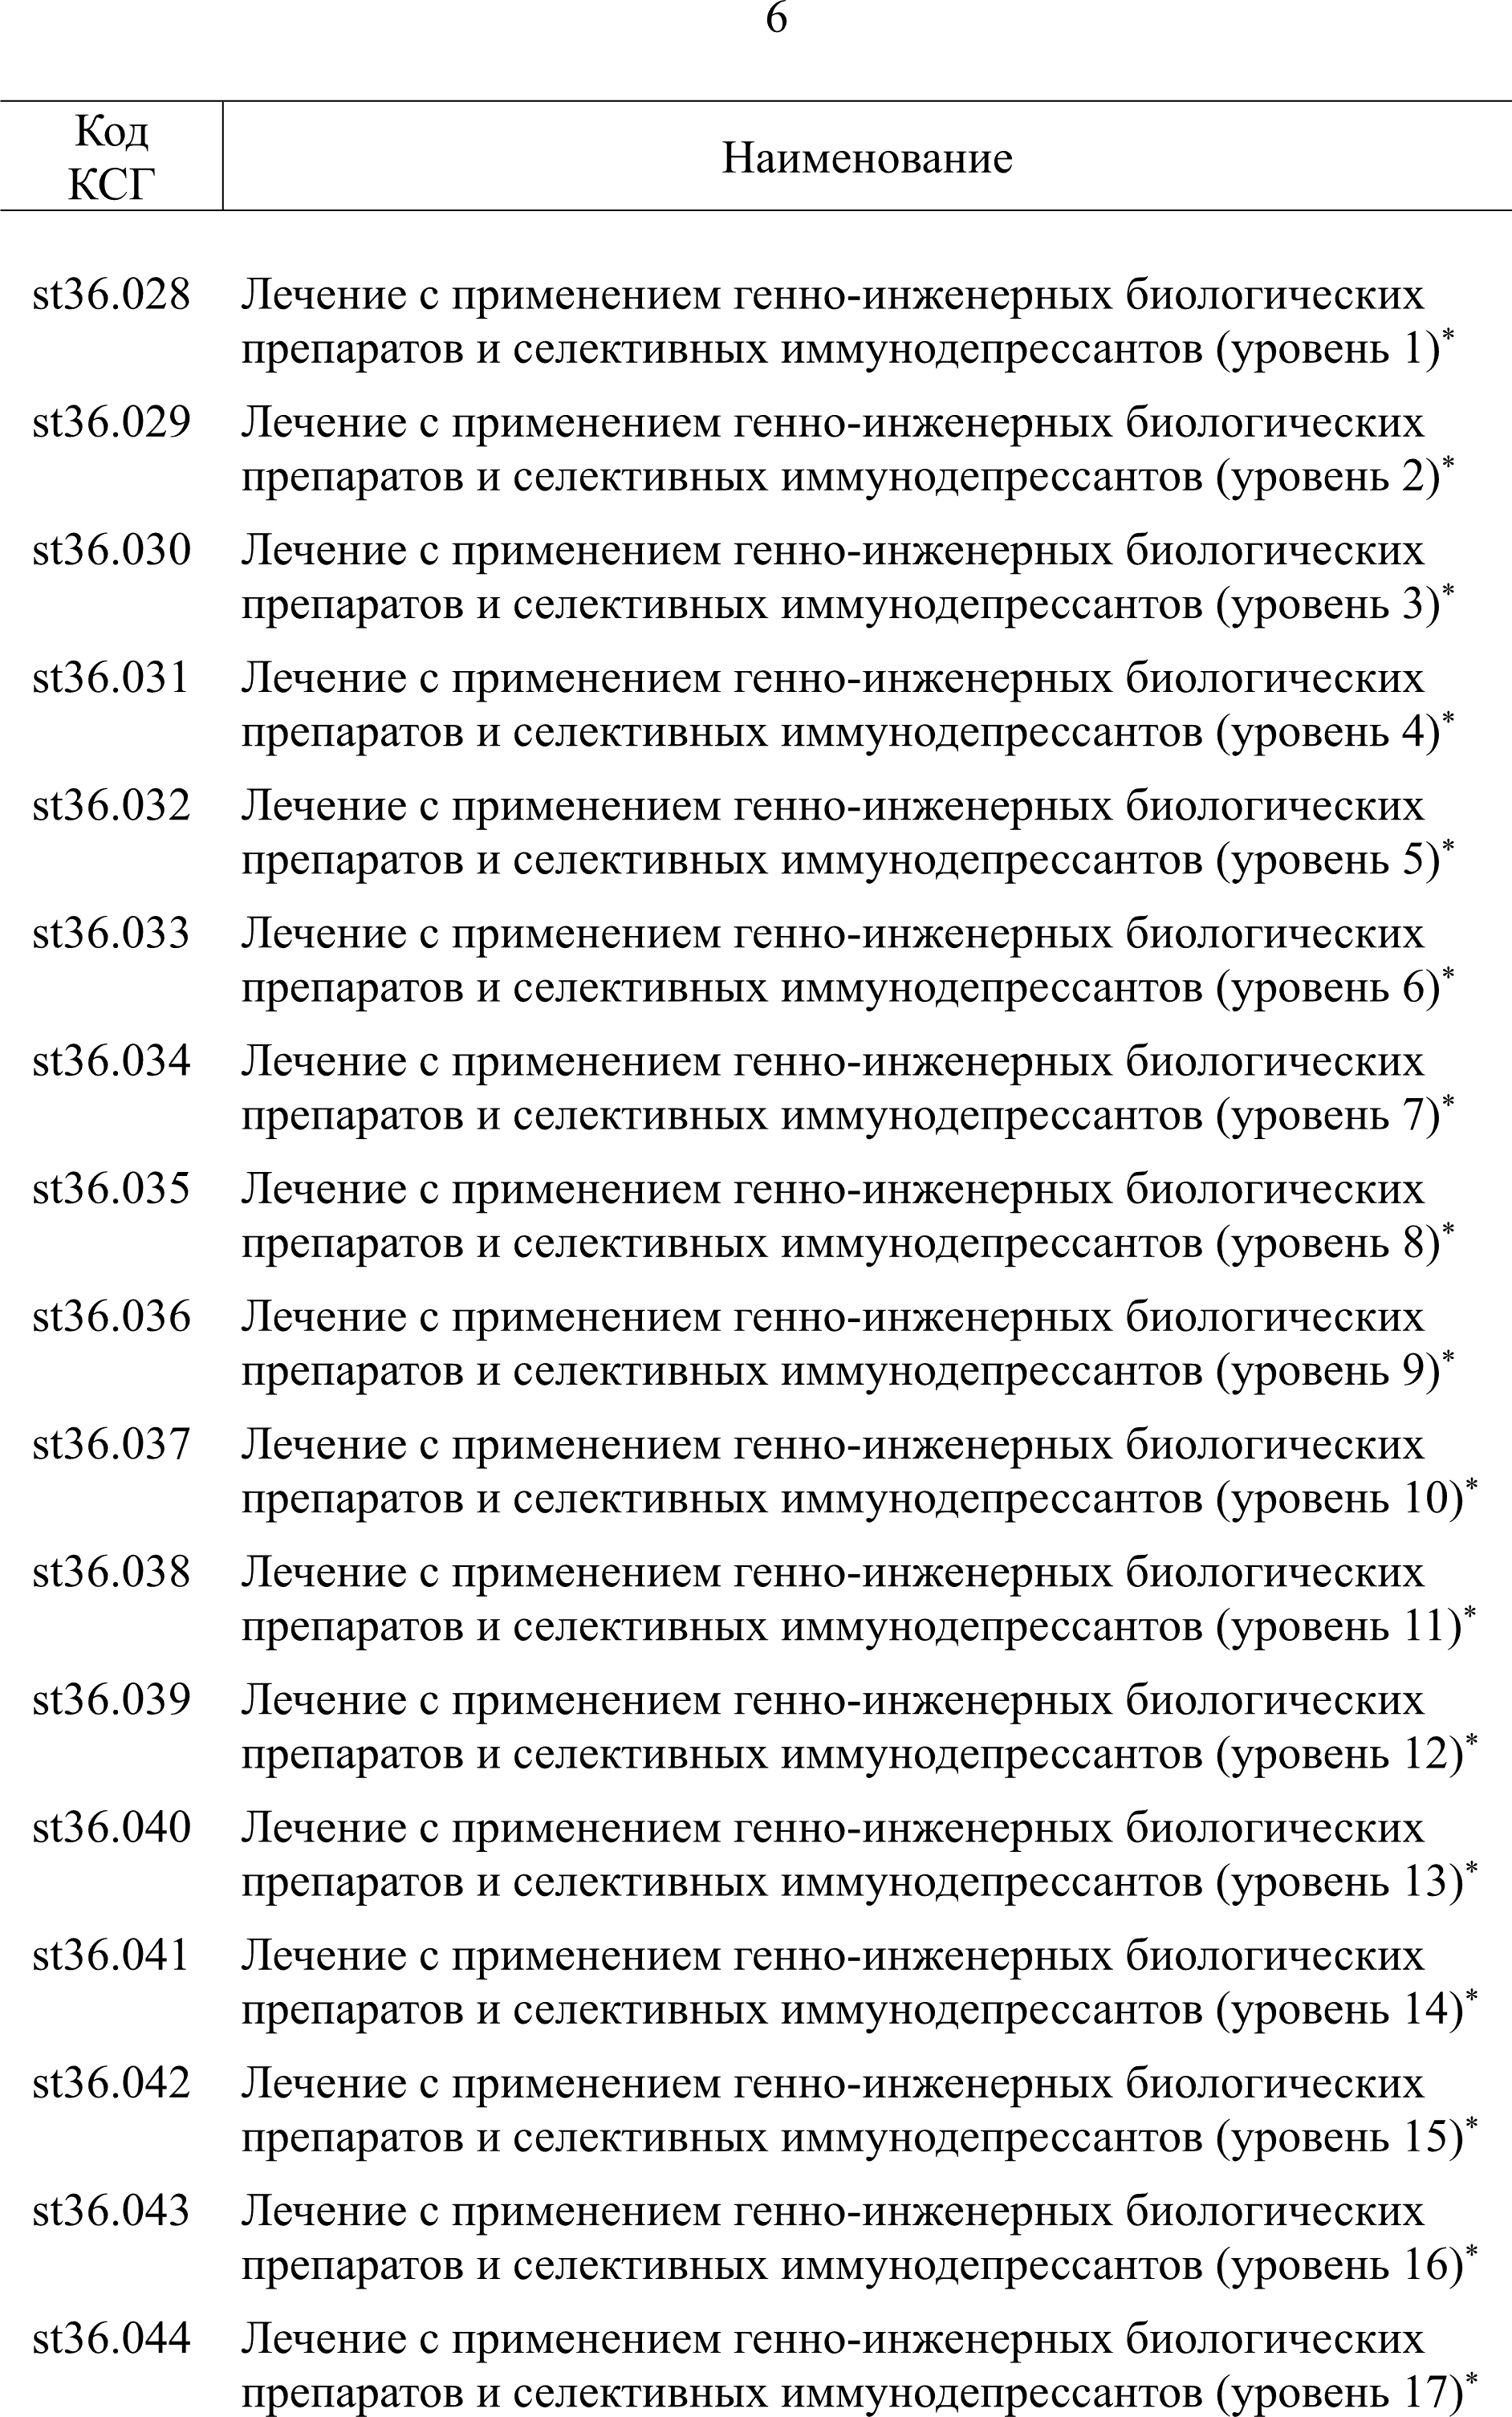 6
Код
КСГ
Наименование
st36.028 Лечение с применением генно-инженерных биологических
препаратов и селективных иммунодепрессантов (уровень 1)*
st36.029 Лечение с применением генно-инженерных биологических
препаратов и селективных иммунодепрессантов (уровень 2)*
st36.030 Лечение с применением генно-инженерных биологических
препаратов и селективных иммунодепрессантов (уровень 3)*
st36.031 Лечение с применением генно-инженерных биологических
препаратов и селективных иммунодепрессантов (уровень 4)*
st36.032 Лечение с применением генно-инженерных биологических
препаратов и селективных иммунодепрессантов (уровень 5)*
st36.033 Лечение с применением генно-инженерных биологических
препаратов и селективных иммунодепрессантов (уровень 6)*
st36.034 Лечение с применением генно-инженерных биологических
препаратов и селективных иммунодепрессантов (уровень 7)*
st36.035 Лечение с применением генно-инженерных биологических
препаратов и селективных иммунодепрессантов (уровень 8)*
st36.036 Лечение с применением генно-инженерных биологических
препаратов и селективных иммунодепрессантов (уровень 9)*
st36.037 Лечение с применением генно-инженерных биологических
препаратов и селективных иммунодепрессантов (уровень 10)*
st36.038 Лечение с применением генно-инженерных биологических
препаратов и селективных иммунодепрессантов (уровень 11)*
st36.039 Лечение с применением генно-инженерных биологических
препаратов и селективных иммунодепрессантов (уровень 12)*
st36.040 Лечение с применением генно-инженерных биологических
препаратов и селективных иммунодепрессантов (уровень 13)*
st36.041 Лечение с применением генно-инженерных биологических
препаратов и селективных иммунодепрессантов (уровень 14)*
st36.042 Лечение с применением генно-инженерных биологических
препаратов и селективных иммунодепрессантов (уровень 15)*
st36.043 Лечение с применением генно-инженерных биологических
препаратов и селективных иммунодепрессантов (уровень 16)*
st36.044 Лечение с применением генно-инженерных биологических
препаратов и селективных иммунодепрессантов (уровень 17)*